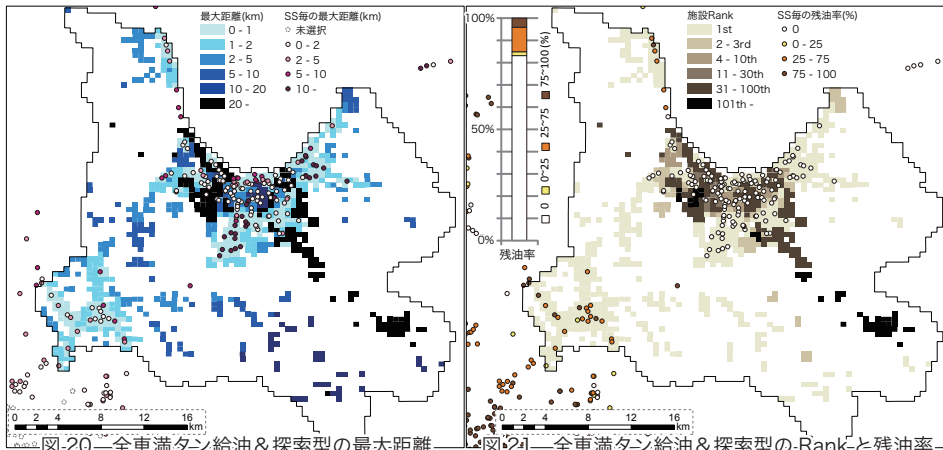 最大距離(km)
0 - 1
1 - 2
2 - 5
5 - 10
10 - 20
20 -
SS毎の最大距離(km)
未選択
0 - 2
2 - 5
5 - 10
10 -
0 2 4 8 12 16
km
図-20 全車満タン給油&探索型の最大距離
100%
50%
0%
残油率
0 0~25 25~75 75~100 (%)
施設Rank
1st
2 - 3rd
4 - 10th
11 - 30th
31 - 100th
101th -
SS毎の残油率(%)
0
0 - 25
25 - 75
75 - 100
0 2 4 8 12 16
km
図-21 全車満タン給油&探索型のRankと残油率